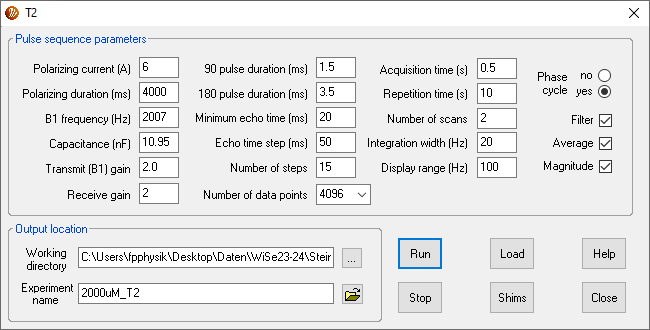 T2
Pulse sequence parameters
Polarizing current (A) 6
Polarizing duration (ms) 4000
B1 frequency (Hz) 2007
Capacitance (nF) 10.95
Transmit (B1) gain 2.0
Receive gain 2
90 pulse duration (ms) 1.5
180 pulse duration (ms) 3.5
Minimum echo time (ms) 20
Echo time step (ms) 50
Number of steps 15
Number of data points 4096
Acquisition time (s) 0.5
Repetition time (s) 10
Number of scans 2
Integration width (Hz) 20
Display range (Hz) 100
Phase cycle
no
yes
Filter
Average
Magnitude
Output location
Working directory
C:\Users\fpphysik\Desktop\Daten\WiSe23-24\Stein
...
Experiment name
2000uM_T2
Run
Load
Help
Stop
Shims
Close